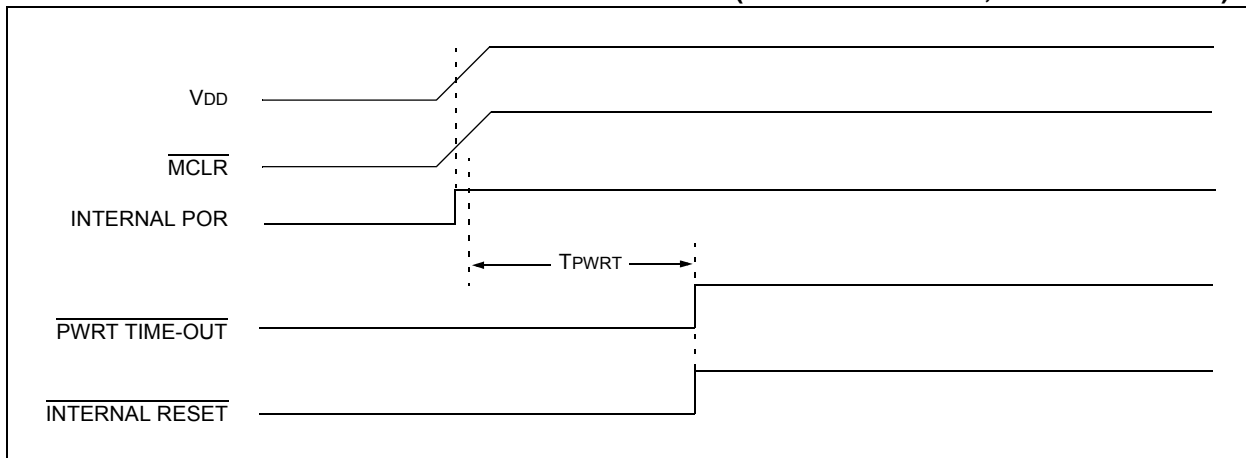 VDD
MCLR
INTERNAL POR
TPWRT
PWRT TIME-OUT
INTERNAL RESET